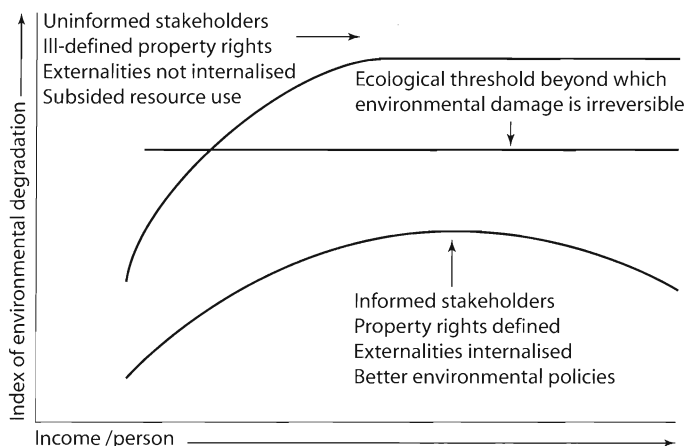 Uninformed stakeholders
Ill-defined property rights
Externalities not internalised
Subsided resource use
Ecological threshold beyond which
environmental damage is irreversible
Index of environmental degradation
Informed stakeholders
Property rights defined
Externalities internalised
Better environmental policies
Income /person